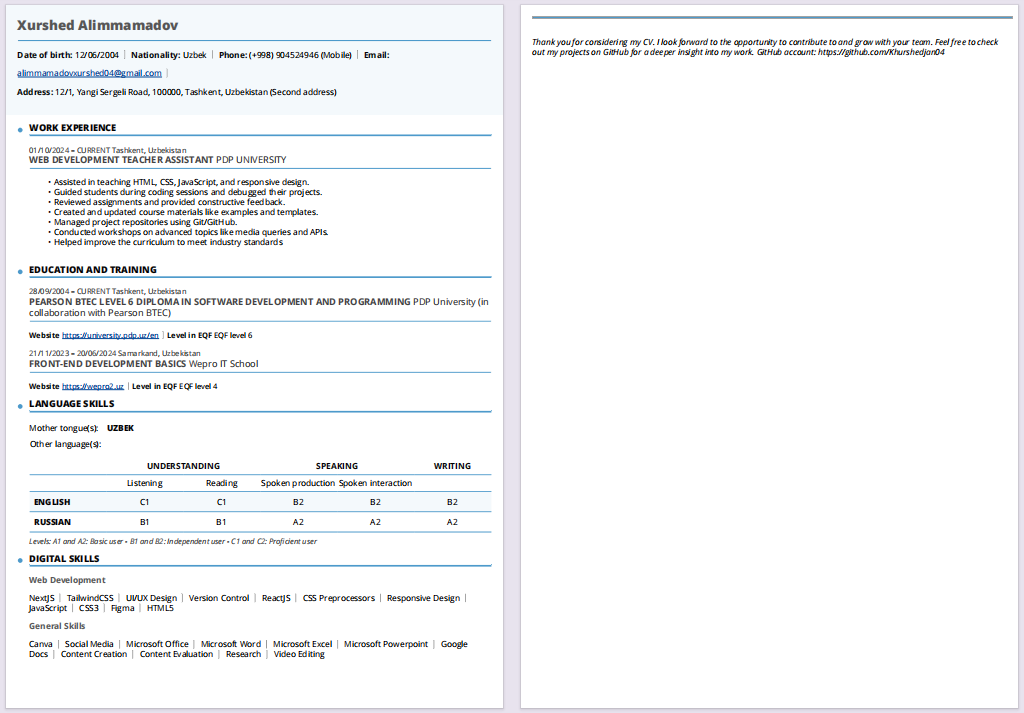 Xurshed Alimmamadov
Date of birth: 12/06/2004 | Nationality: Uzbek | Phone: (+998) 904524946 (Mobile) | Email:
alimmamadovxurshed04@gmail.com |
Address: 12/1, Yangi Sergeli Road, 100000, Tashkent, Uzbekistan (Second address)
WORK EXPERIENCE
01/10/2024 – CURRENT Tashkent, Uzbekistan
WEB DEVELOPMENT TEACHER ASSISTANT PDP UNIVERSITY
• Assisted in teaching HTML, CSS, JavaScript, and responsive design.
• Guided students during coding sessions and debugged their projects.
• Reviewed assignments and provided constructive feedback.
• Created and updated course materials like examples and templates.
• Managed project repositories using Git/GitHub.
• Conducted workshops on advanced topics like media queries and APIs.
• Helped improve the curriculum to meet industry standards
EDUCATION AND TRAINING
28/09/2004 – CURRENT Tashkent, Uzbekistan
PEARSON BTEC LEVEL 6 DIPLOMA IN SOFTWARE DEVELOPMENT AND PROGRAMMING PDP University (in
collaboration with Pearson BTEC)
Website https://university.pdp.uz/en | Level in EQF EQF level 6
21/11/2023 – 20/06/2024 Samarkand, Uzbekistan
FRONT-END DEVELOPMENT BASICS Wepro IT School
Website https://wepro2.uz | Level in EQF EQF level 4
LANGUAGE SKILLS
Mother tongue(s): UZBEK
Other language(s):
UNDERSTANDING SPEAKING WRITING
Listening Reading Spoken production Spoken interaction
ENGLISH C1 C1 B2 B2 B2
RUSSIAN B1 B1 A2 A2 A2
Levels: A1 and A2: Basic user - B1 and B2: Independent user - C1 and C2: Proficient user
DIGITAL SKILLS
Web Development
NextJS | TailwindCSS | UI/UX Design | Version Control | ReactJS | CSS Preprocessors | Responsive Design |
JavaScript | CSS3 | Figma | HTML5
General Skills
Canva | Social Media | Microsoft Office | Microsoft Word | Microsoft Excel | Microsoft Powerpoint | Google
Docs | Content Creation | Content Evaluation | Research | Video Editing
Thank you for considering my CV. I look forward to the opportunity to contribute to and grow with your team. Feel free to check
out my projects on GitHub for a deeper insight into my work. GitHub account: https://github.com/Khurshedjan04